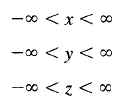 −∞ < x < ∞
−∞ < y < ∞
−∞ < z < ∞